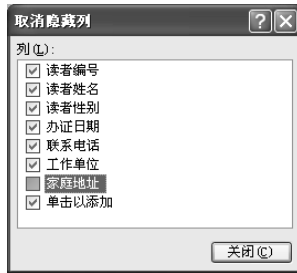 取消隐藏列
列(L):
读者编号
读者姓名
读者性别
办证日期
联系电话
工作单位
家庭地址
单击以添加
关闭(C)